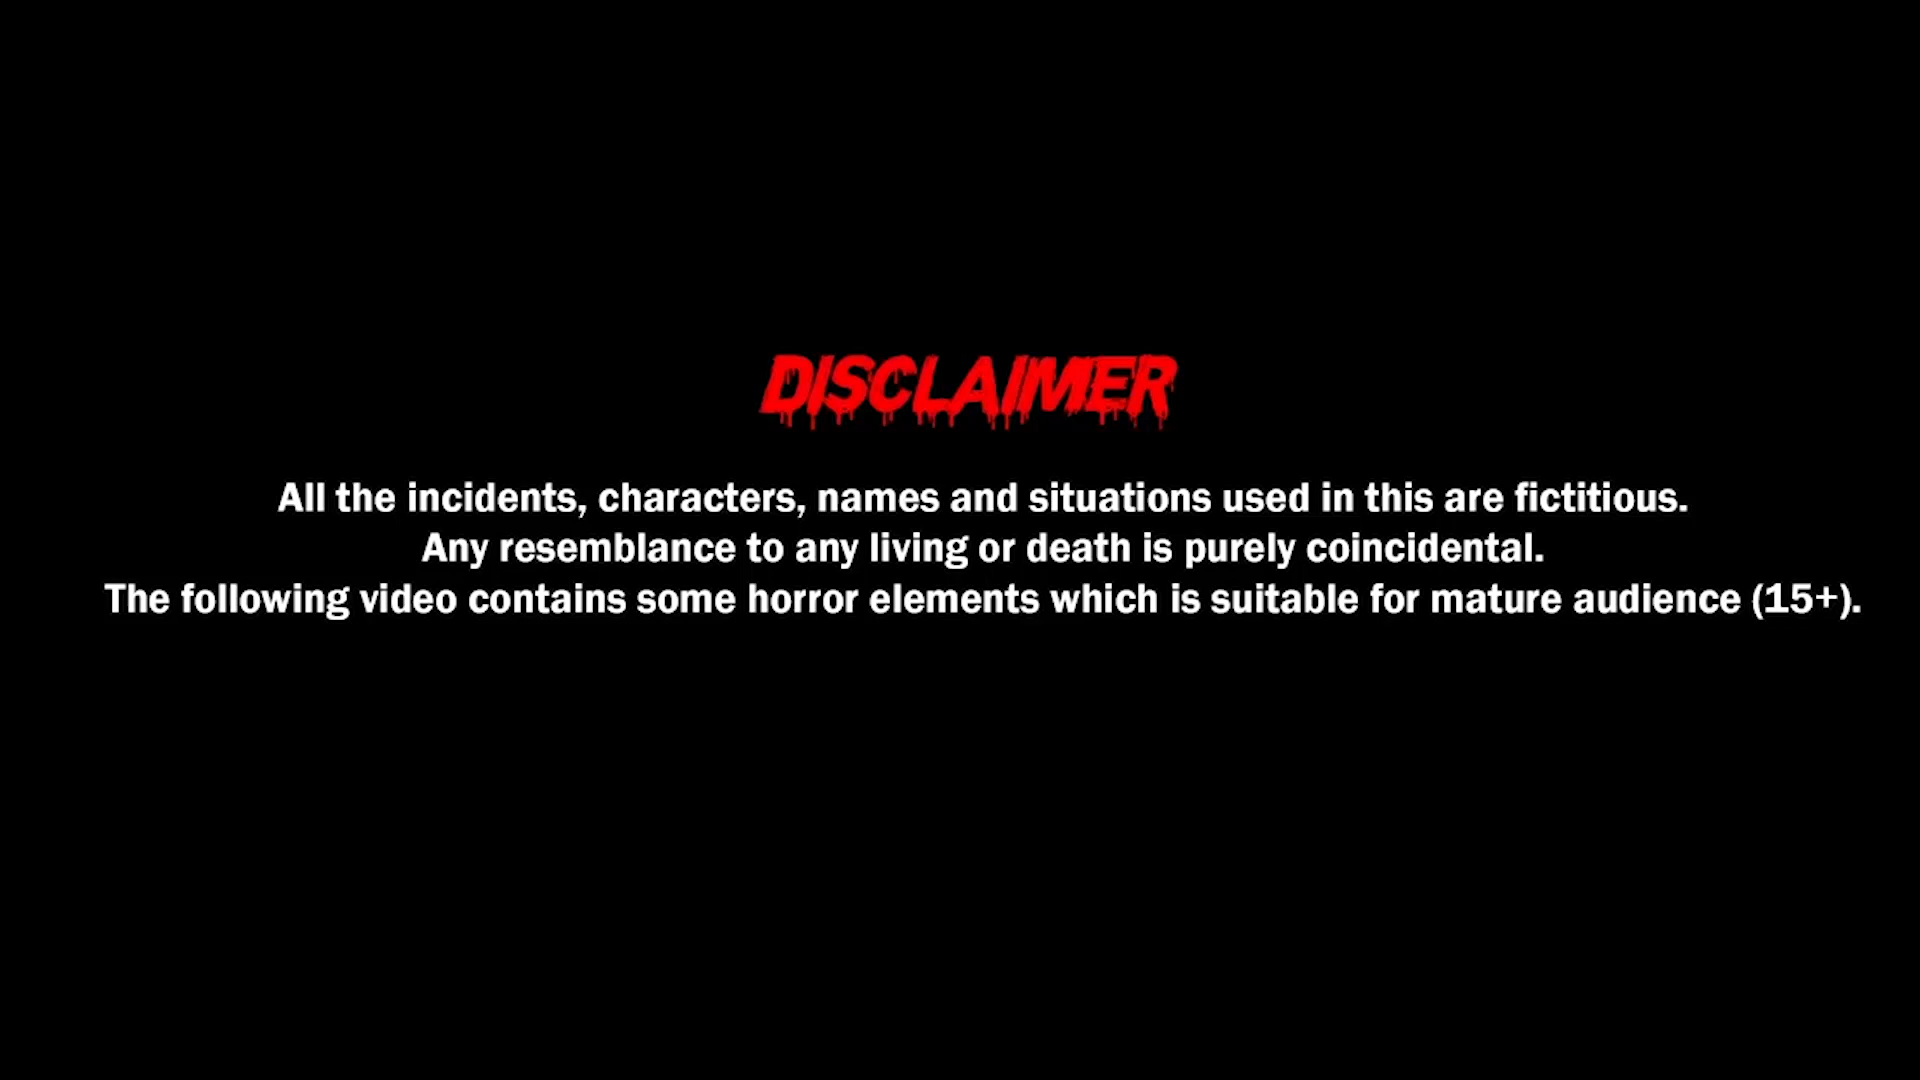 DISCLAIMER
All the incidents, characters, names and situations used in this are fictitious.
Any resemblance to any living or death is purely coincidental.
The following video contains some horror elements which is suitable for mature audience (15+).